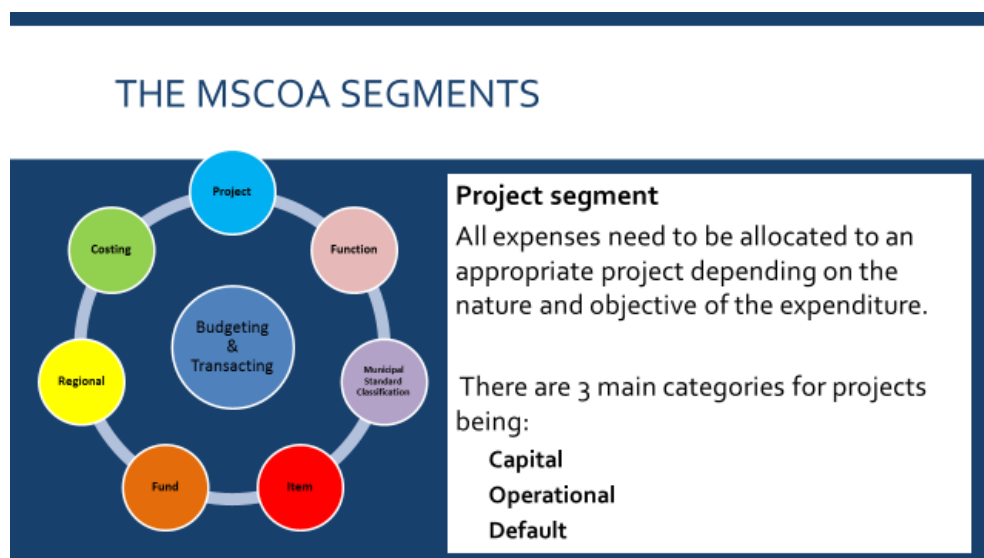 THE MSCOA SEGMENTS
Project
Function
Municipal
Standard
Classification
Item
Fund
Regional
Costing
Budgeting
&
Transacting
Project segment
All expenses need to be allocated to an
appropriate project depending on the
nature and objective of the expenditure.
There are 3 main categories for projects
being:
Capital
Operational
Default